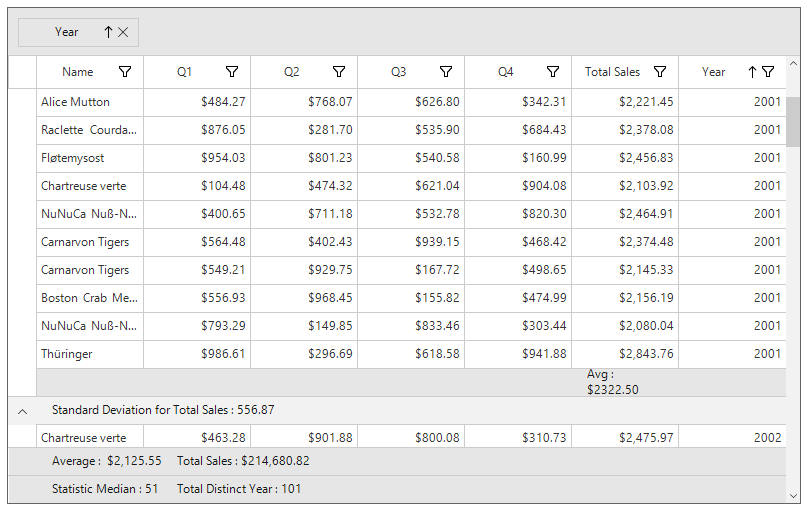 Year
Name Q1 Q2 Q3 Q4 Total Sales Year
Alice Mutton $484.27 $768.07 $626.80 $342.31 $2,221.45 2001
Raclette Courda... $876.05 $281.70 $535.90 $684.43 $2,378.08 2001
Fløtemysost $954.03 $801.23 $540.58 $160.99 $2,456.83 2001
Chartreuse verte $104.48 $474.32 $621.04 $904.08 $2,103.92 2001
NuNuCa Nuß-N... $400.65 $711.18 $532.78 $820.30 $2,464.91 2001
Carnarvon Tigers $564.48 $402.43 $939.15 $468.42 $2,374.48 2001
Carnarvon Tigers $549.21 $929.75 $167.72 $498.65 $2,145.33 2001
Boston Crab Me... $556.93 $968.45 $155.82 $474.99 $2,156.19 2001
NuNuCa Nuß-N... $793.29 $149.85 $833.46 $303.44 $2,080.04 2001
Thüringer $986.61 $296.69 $618.58 $941.88 $2,843.76 2001
Avg :
$2322.50
Standard Deviation for Total Sales : 556.87
Chartreuse verte $463.28 $901.88 $800.08 $310.73 $2,475.97 2002
Average : $2,125.55 Total Sales : $214,680.82
Statistic Median : 51 Total Distinct Year : 101